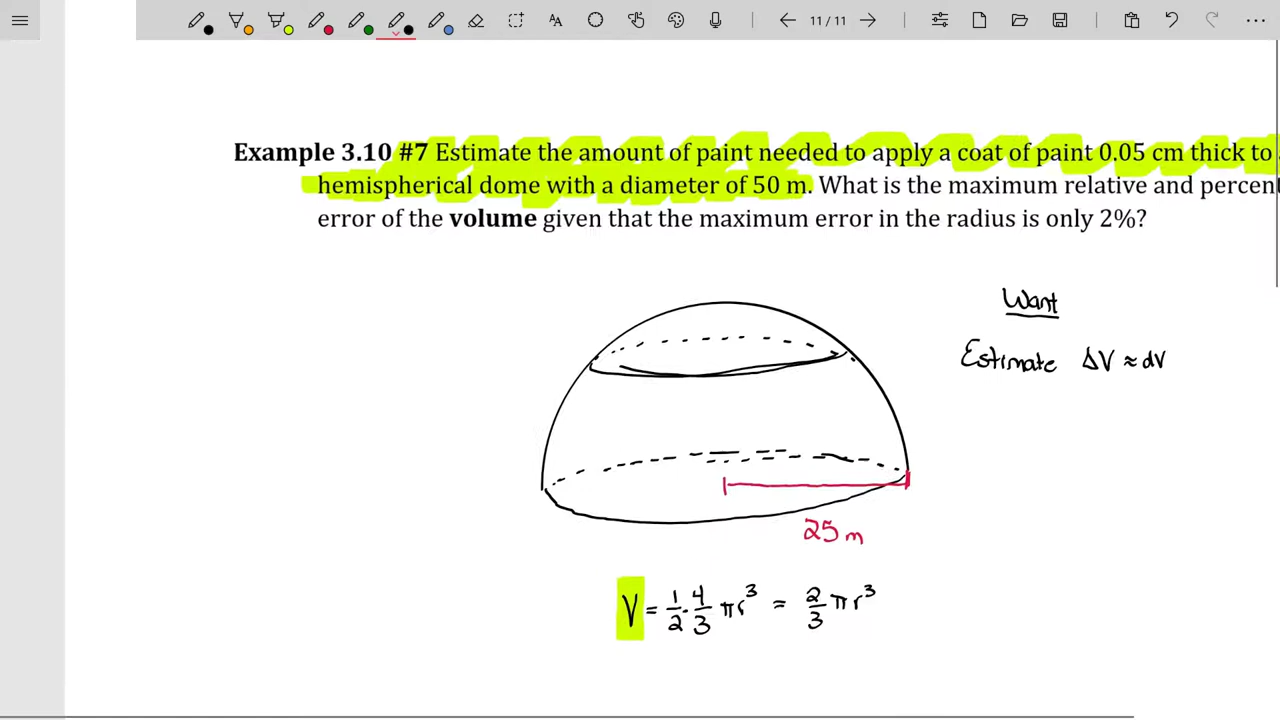 11 / 11
Example 3.10 #7 Estimate the amount of paint needed to apply a coat of paint 0.05 cm thick to
hemispherical dome with a diameter of 50 m. What is the maximum relative and percent
error of the volume given that the maximum error in the radius is only 2%?
Want
Estimate ΔV ≈ dV
25 m
V = 1/2 · 4/3 πr³ = 2/3 πr³